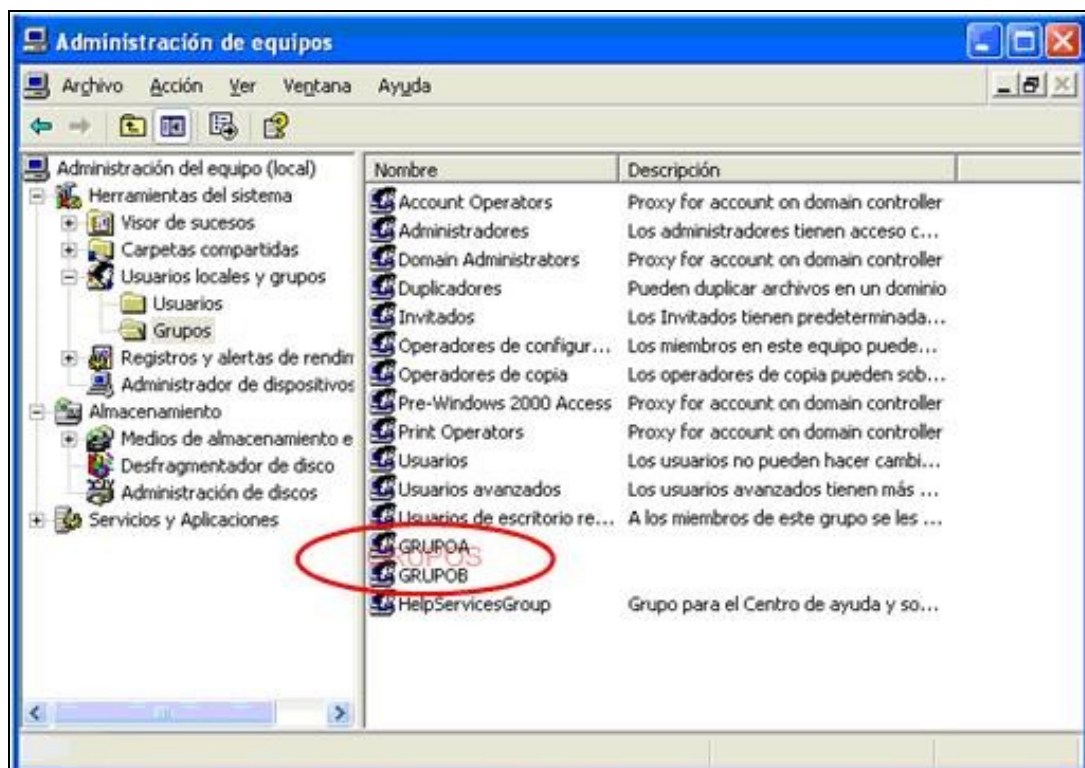 Administración de equipos
Archivo Acción Ver Ventana Ayuda
Administración del equipo (local)
Herramientas del sistema
Visor de sucesos
Carpetas compartidas
Usuarios locales y grupos
Usuarios
Grupos
Registros y alertas de rendin
Administrador de dispositivos
Almacenamiento
Medios de almacenamiento e
Desfragmentador de disco
Administración de discos
Servicios y Aplicaciones
Nombre Descripción
Account Operators Proxy for account on domain controller
Administradores Los administradores tienen acceso c...
Domain Administrators Proxy for account on domain controller
Duplicadores Pueden duplicar archivos en un dominio
Invitados Los Invitados tienen predeterminada...
Operadores de configur... Los miembros en este equipo puede...
Operadores de copia Los operadores de copia pueden sob...
Pre-Windows 2000 Access Proxy for account on domain controller
Print Operators Proxy for account on domain controller
Usuarios Los usuarios no pueden hacer cambi...
Usuarios avanzados Los usuarios avanzados tienen más ...
Usuarios de escritorio re... A los miembros de este grupo se les ...
GRUPOA
GRUPOS
GRUPOB
HelpServicesGroup Grupo para el Centro de ayuda y so...